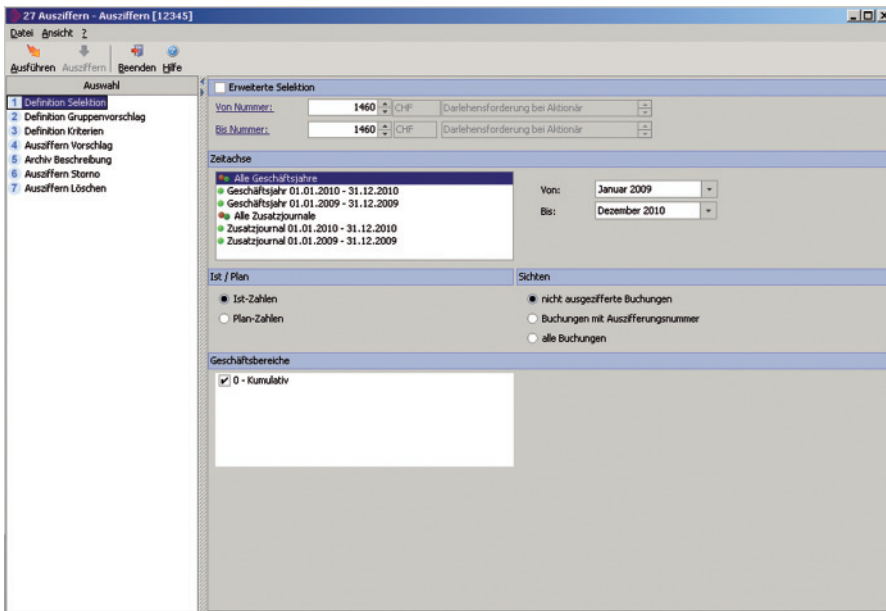 27 Ausziffern - Ausziffern [12345]
Datei Ansicht ?
Ausführen Ausziffern Beenden Hilfe
Auswahl
1 Definition Selektion
2 Definition Gruppenvorschlag
3 Definition Kriterien
4 Ausziffern Vorschlag
5 Archiv Beschreibung
6 Ausziffern Storno
7 Ausziffern Löschen
Erweiterte Selektion
Von Nummer: 1460 CHF Darlehensforderung bei Aktionär
Bis Nummer: 1460 CHF Darlehensforderung bei Aktionär
Zeitachse
Alle Geschäftsjahre
Geschäftsjahr 01.01.2010 - 31.12.2010
Geschäftsjahr 01.01.2009 - 31.12.2009
Alle Zusatzjournale
Zusatzjournal 01.01.2010 - 31.12.2010
Zusatzjournal 01.01.2009 - 31.12.2009
Von: Januar 2009
Bis: Dezember 2010
Ist / Plan
Ist-Zahlen
Plan-Zahlen
Sichten
nicht ausgezifferte Buchungen
Buchungen mit Auszifferungsnummer
alle Buchungen
Geschäftsbereiche
0 - Kumulativ